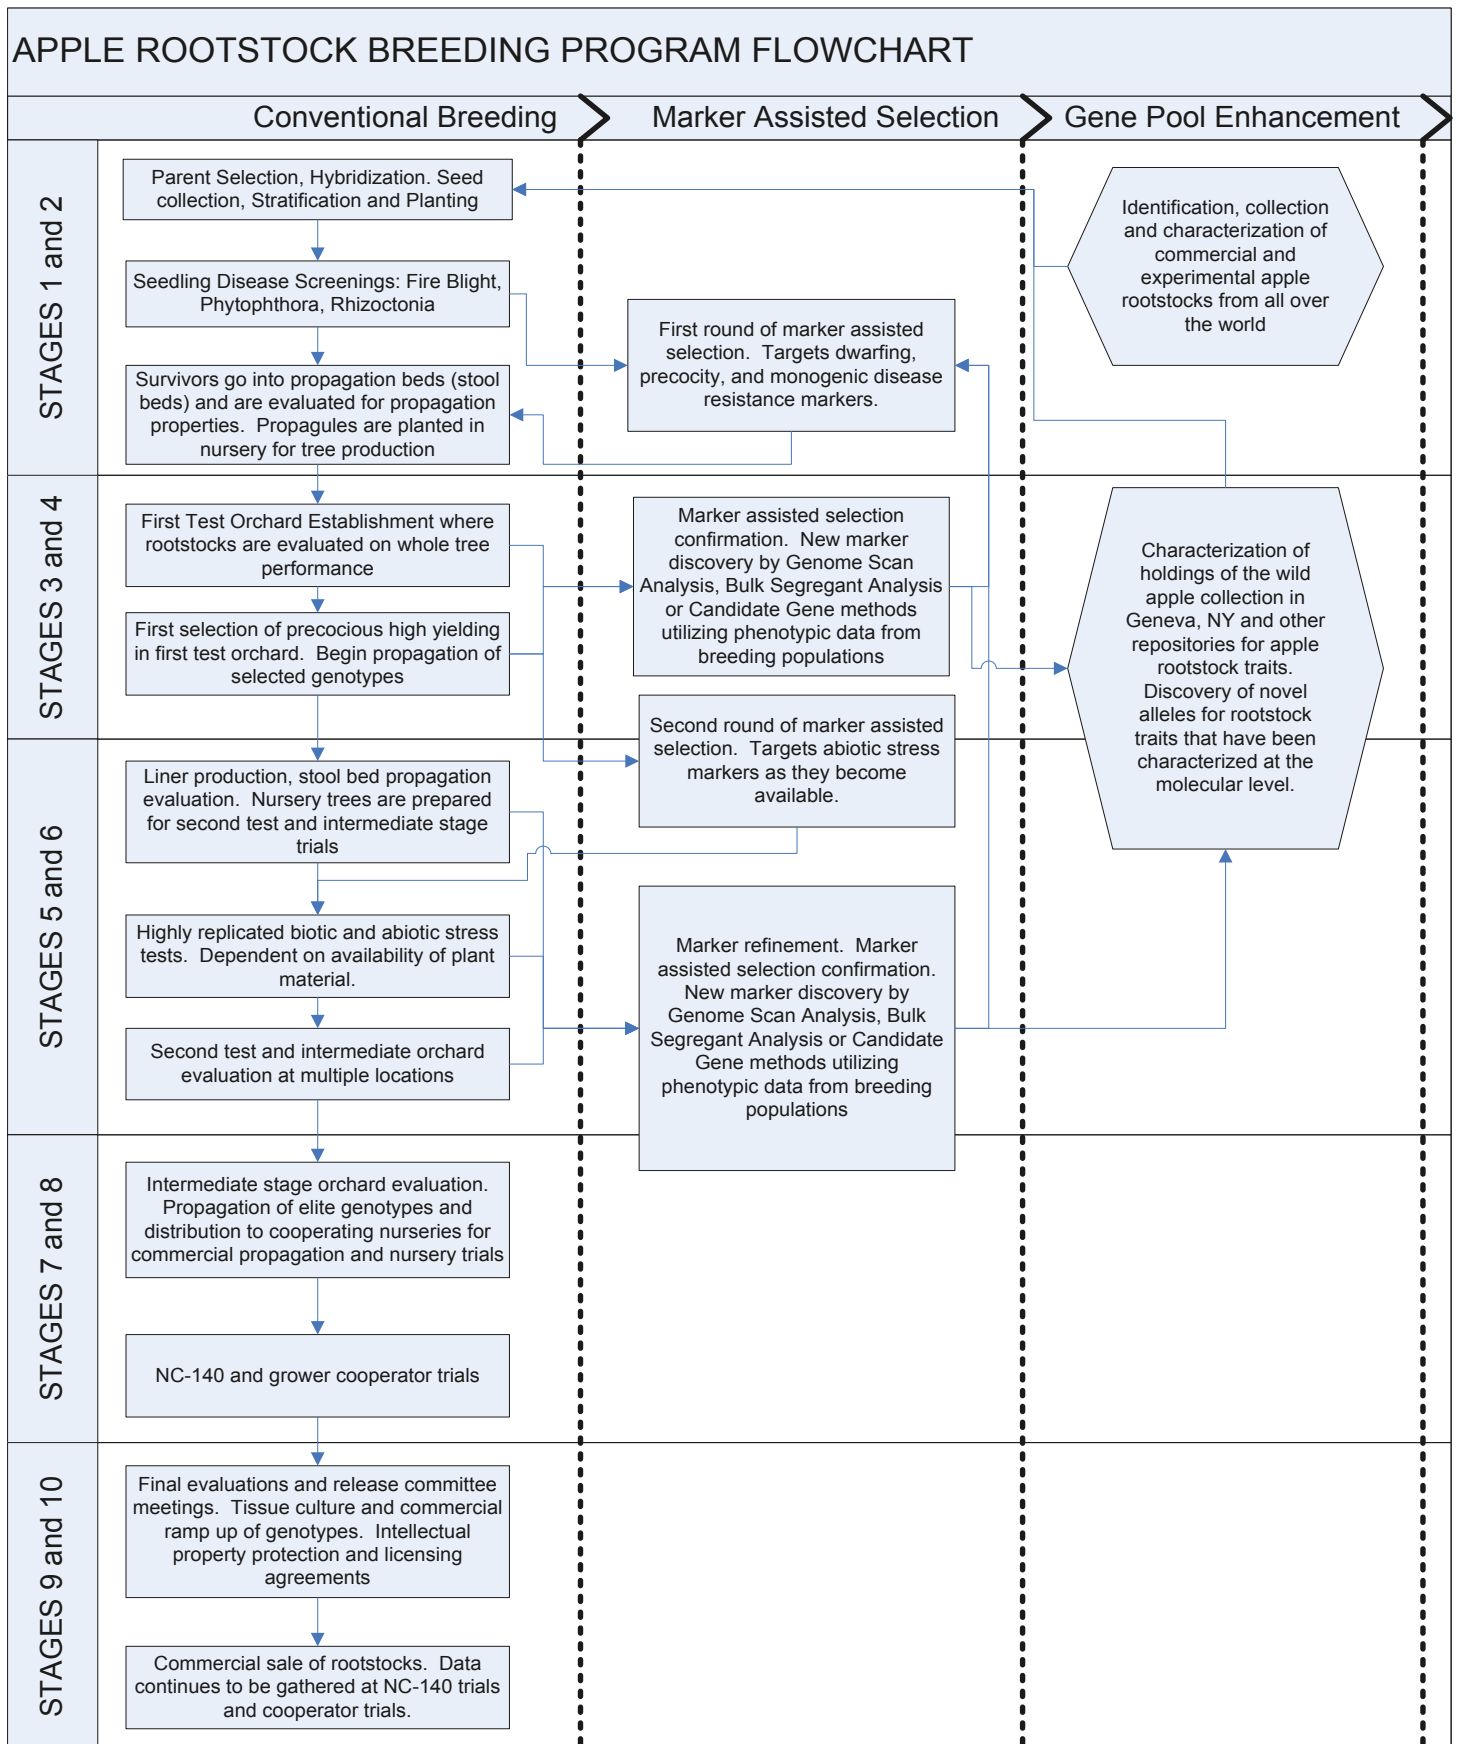 APPLE ROOTSTOCK BREEDING PROGRAM FLOWCHART
Conventional Breeding
Marker Assisted Selection
Gene Pool Enhancement
STAGES 1 and 2
Parent Selection, Hybridization. Seed
collection, Stratification and Planting
Seedling Disease Screenings: Fire Blight,
Phytophthora, Rhizoctonia
Survivors go into propagation beds (stool
beds) and are evaluated for propagation
properties. Propagules are planted in
nursery for tree production
First round of marker assisted
selection. Targets dwarfing,
precocity, and monogenic disease
resistance markers.
Identification, collection
and characterization of
commercial and
experimental apple
rootstocks from all over
the world
STAGES 3 and 4
First Test Orchard Establishment where
rootstocks are evaluated on whole tree
performance
First selection of precocious high yielding
in first test orchard. Begin propagation of
selected genotypes
Marker assisted selection
confirmation. New marker
discovery by Genome Scan
Analysis, Bulk Segregant Analysis
or Candidate Gene methods
utilizing phenotypic data from
breeding populations
Second round of marker assisted
selection. Targets abiotic stress
markers as they become
available.
Characterization of
holdings of the wild
apple collection in
Geneva, NY and other
repositories for apple
rootstock traits.
Discovery of novel
alleles for rootstock
traits that have been
characterized at the
molecular level.
STAGES 5 and 6
Liner production, stool bed propagation
evaluation. Nursery trees are prepared
for second test and intermediate stage
trials
Highly replicated biotic and abiotic stress
tests. Dependent on availability of plant
material.
Second test and intermediate orchard
evaluation at multiple locations
Marker refinement. Marker
assisted selection confirmation.
New marker discovery by
Genome Scan Analysis, Bulk
Segregant Analysis or Candidate
Gene methods utilizing
phenotypic data from breeding
populations
STAGES 7 and 8
Intermediate stage orchard evaluation.
Propagation of elite genotypes and
distribution to cooperating nurseries for
commercial propagation and nursery trials
NC-140 and grower cooperator trials
STAGES 9 and 10
Final evaluations and release committee
meetings. Tissue culture and commercial
ramp up of genotypes. Intellectual
property protection and licensing
agreements
Commercial sale of rootstocks. Data
continues to be gathered at NC-140 trials
and cooperator trials.